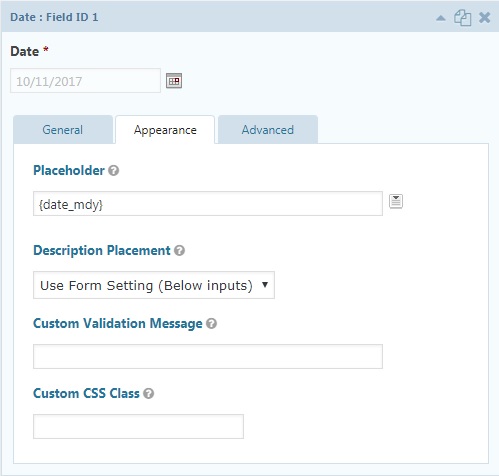 Date : Field ID 1
Date *
10/11/2017
General
Appearance
Advanced
Placeholder
{date_mdy}
Description Placement
Use Form Setting (Below inputs)
Custom Validation Message
Custom CSS Class